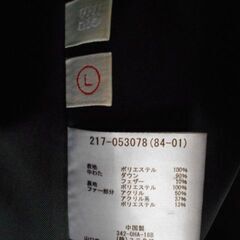 L
217-053078(84-01)
表地 ポリエステル 100%
中わた ダウン 90%
フェザー 10%
裏地 ポリエステル 100%
ファー部分 アクリル 50%
アクリル系 37%
ポリエステル 13%
中国製
342-OHA-188